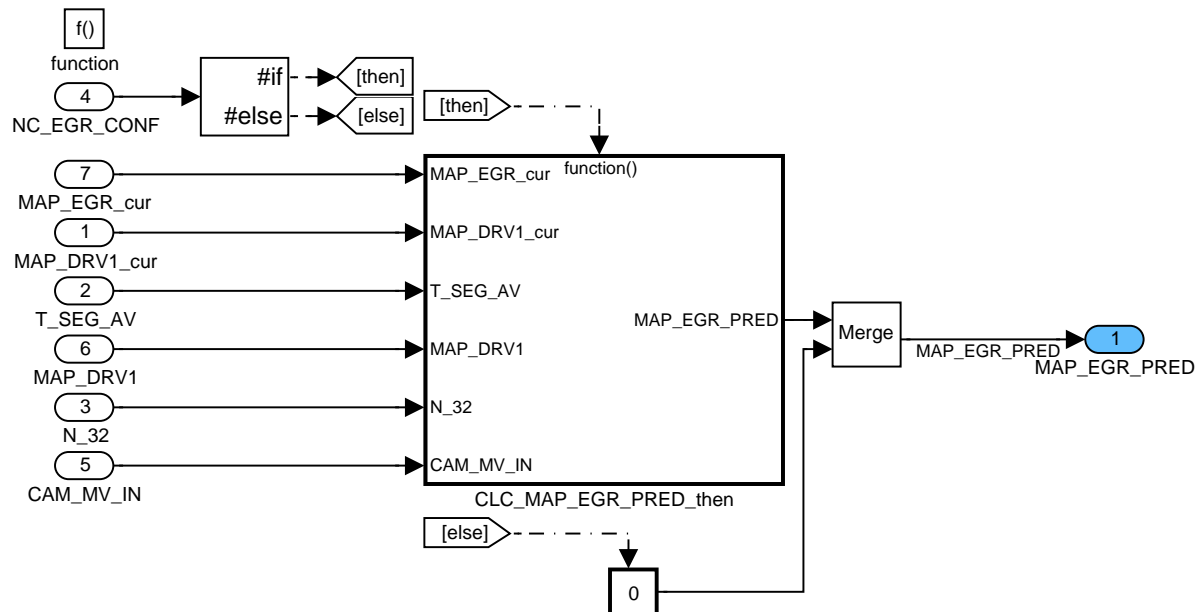 f()
function
4
NC_EGR_CONF
#if
#else
[then]
[else]
[then]
function()
7
MAP_EGR_cur
MAP_EGR_cur
1
MAP_DRV1_cur
MAP_DRV1_cur
2
T_SEG_AV
T_SEG_AV
6
MAP_DRV1
MAP_DRV1
3
N_32
N_32
5
CAM_MV_IN
CAM_MV_IN
MAP_EGR_PRED
Merge
MAP_EGR_PRED
1
MAP_EGR_PRED
CLC_MAP_EGR_PRED_then
[else]
0